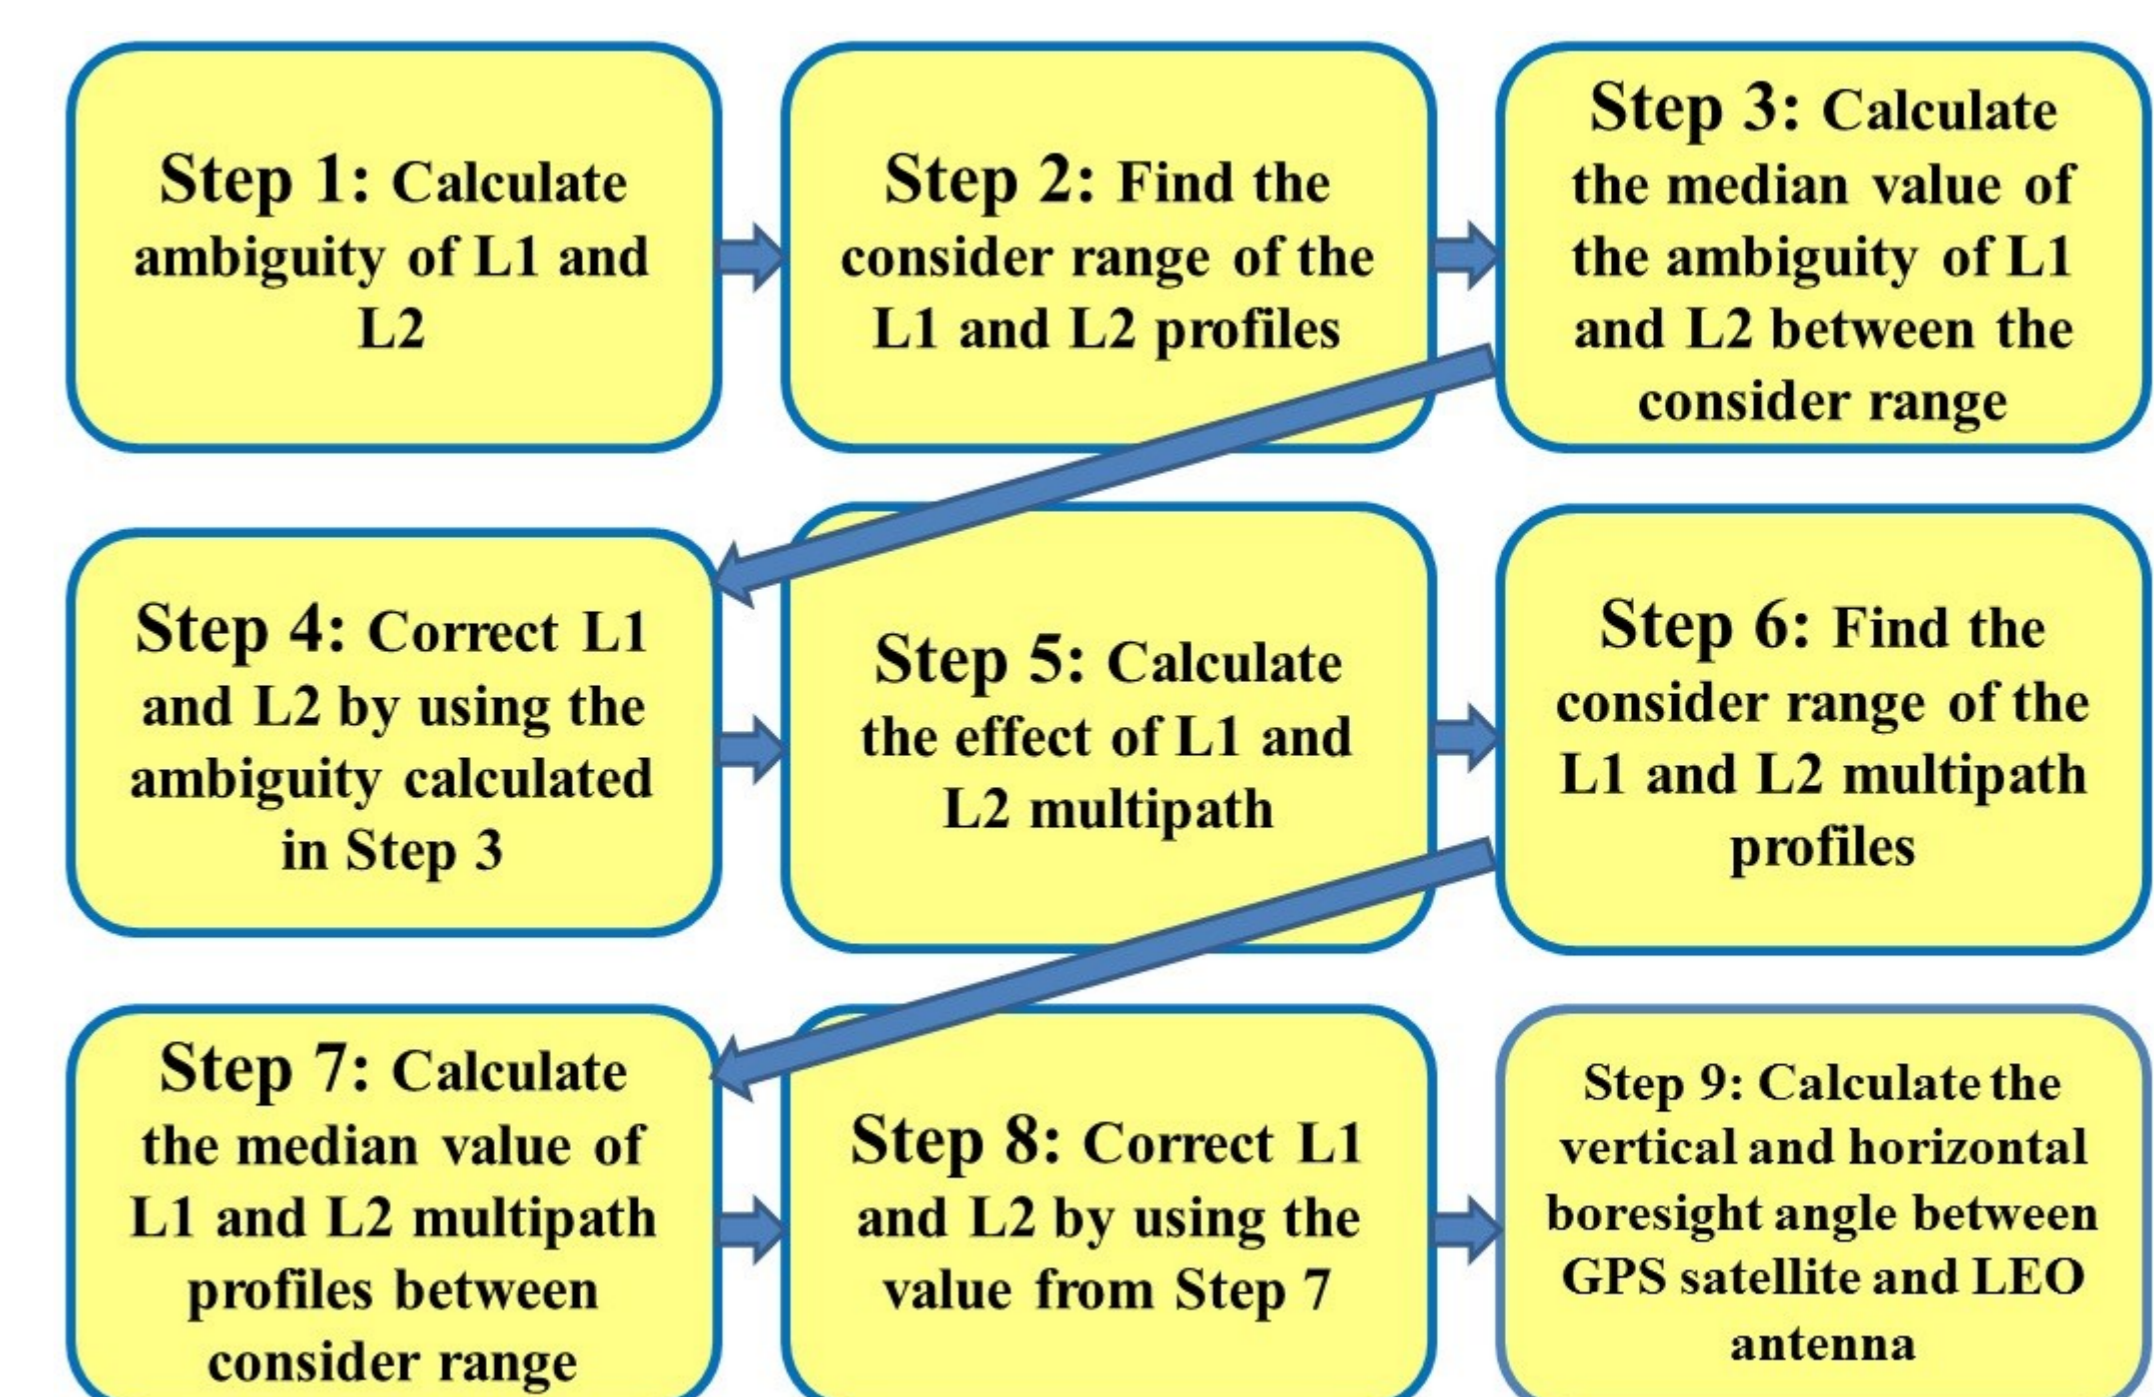 Step 1: Calculate
ambiguity of L1 and
L2
Step 2: Find the
consider range of the
L1 and L2 profiles
Step 3: Calculate
the median value of
the ambiguity of L1
and L2 between the
consider range
Step 4: Correct L1
and L2 by using the
ambiguity calculated
in Step 3
Step 5: Calculate
the effect of L1 and
L2 multipath
Step 6: Find the
consider range of the
L1 and L2 multipath
profiles
Step 7: Calculate
the median value of
L1 and L2 multipath
profiles between
consider range
Step 8: Correct L1
and L2 by using the
value from Step 7
Step 9: Calculate the
vertical and horizontal
boresight angle between
GPS satellite and LEO
antenna